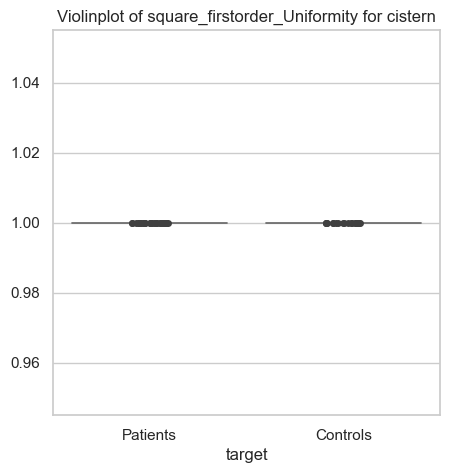 Violinplot of square_firstorder_Uniformity for cistern
1.04
1.02
1.00
0.98
0.96
Patients Controls
target